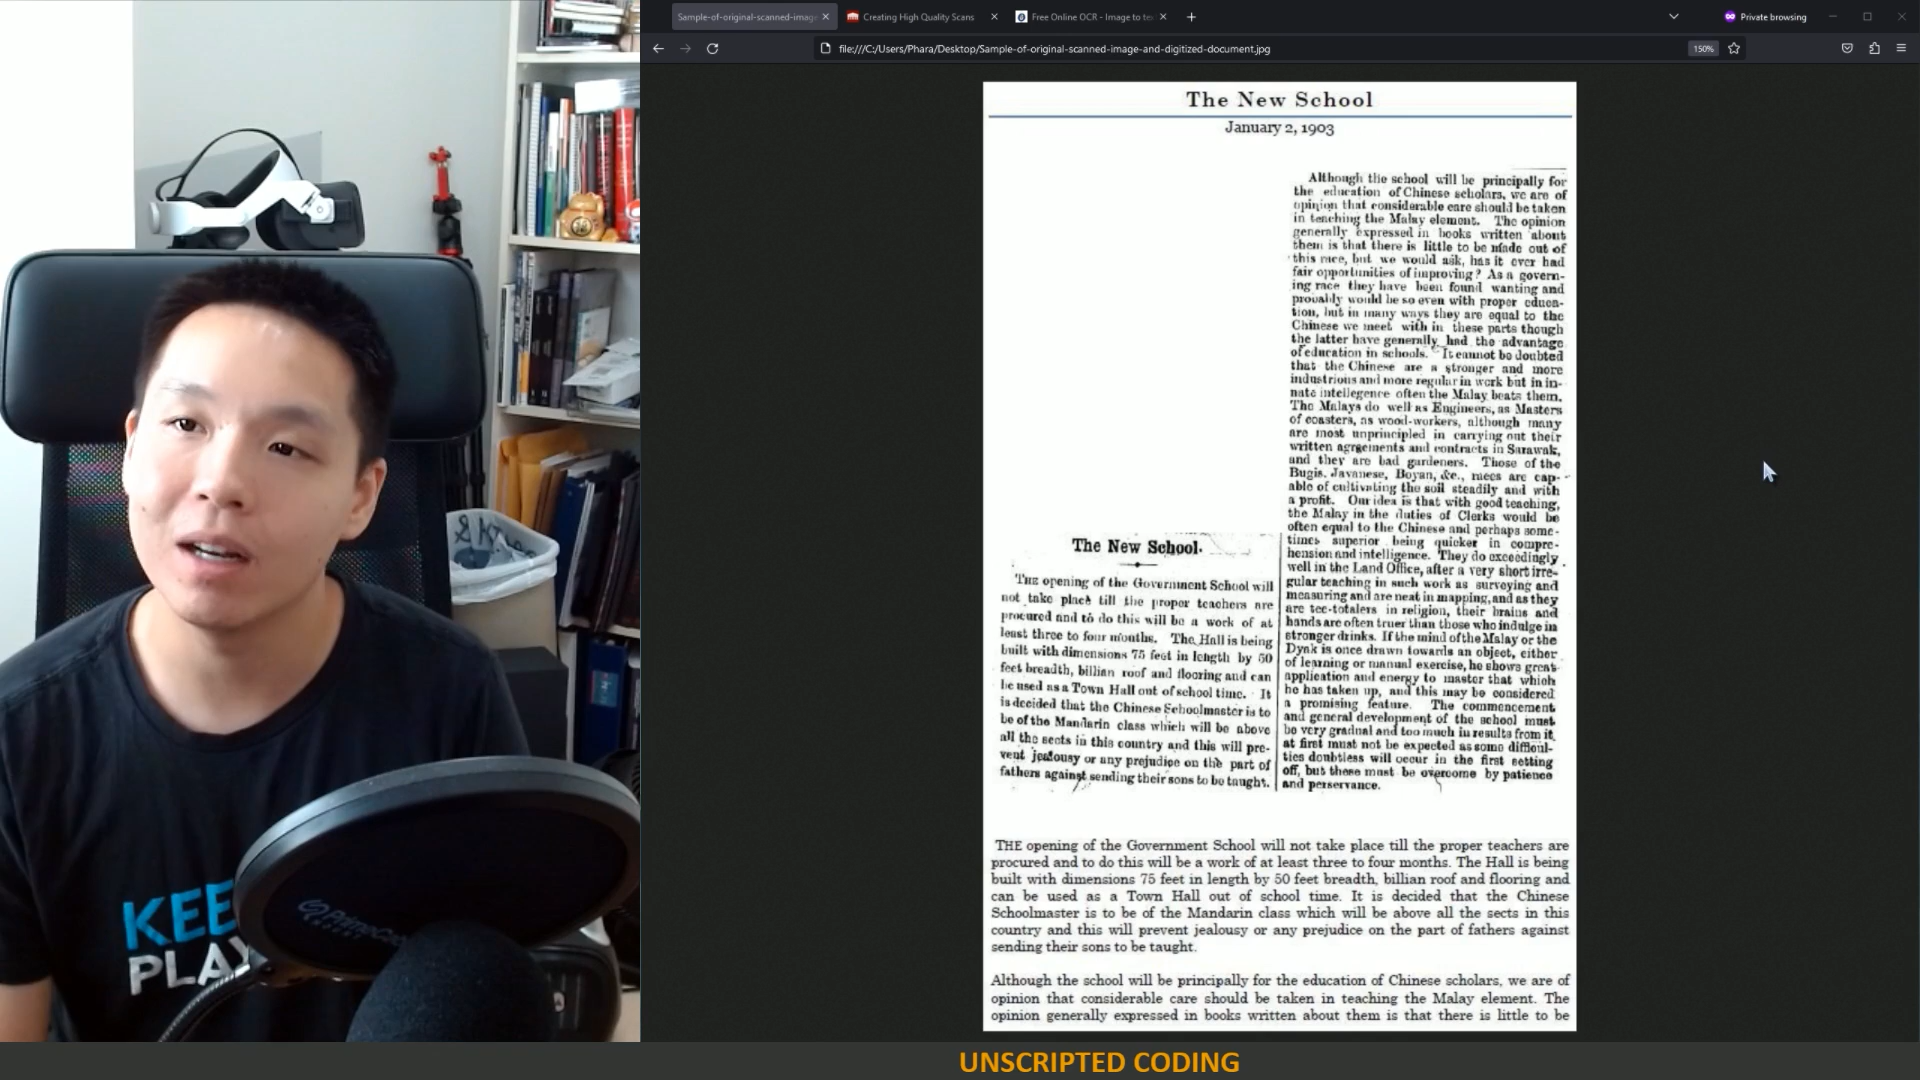 Sample-of-original-scanned-image
Creating High Quality Scans
Free Online OCR - Image to te
Private browsing
file:///C:/Users/Phara/Desktop/Sample-of-original-scanned-image-and-digitized-document.jpg
150%
The New School
January 2, 1903
The New School.
THE opening of the Government School will
not take place till the proper teachers are
procured and to do this will be a work of at
least three to four months. The Hall is being
built with dimensions 75 feet in length by 50
feet breadth, billian roof and flooring and can
be used as a Town Hall out of school time. It
is decided that the Chinese Schoolmaster is to
be of the Mandarin class which will be above
all the sects in this country and this will pre-
vent jealousy or any prejudice on the part of
fathers against sending their sons to be taught.
Although the school will be principally for
the education of Chinese scholars, we are of
opinion that considerable care should be taken
in teaching the Malay element. The opinion
generally expressed in books written about
them is that there is little to be made out of
this race, but we would ask, has it ever had
fair opportunities of improving? As a govern-
ing race they have been found wanting and
probably would be so even with proper educa-
tion, but in many ways they are equal to the
Chinese we meet with in these parts though
the latter have generally had the advantage
of education in schools. It cannot be doubted
that the Chinese are a stronger and more
industrious and more regular in work but in in-
nate intellegence often the Malay beats them.
The Malays do well as Engineers, as Masters
of coasters, as wood-workers, although many
are most unprincipled in carrying out their
written agreements and contracts in Sarawak,
and they are bad gardeners. Those of the
Bugis, Javanese, Boyan, &c., races are cap-
able of cultivating the soil steadily and with
a profit. Our idea is that with good teaching,
the Malay in the duties of Clerks would be
often equal to the Chinese and perhaps some-
times superior being quicker in compre-
hension and intelligence. They do exceedingly
well in the Land Office, after a very short irre-
gular teaching in such work as surveying and
measuring and are neat in mapping, and as they
are tee-totalers in religion, their brains and
hands are often truer than those who indulge in
stronger drinks. If the mind of the Malay or the
Dyak is once drawn towards an object, either
of learning or manual exercise, he shows great
application and energy to master that which
he has taken up, and this may be considered
a promising feature. The commencement
and general development of the school must
be very gradual and too much in results from it
at first must not be expected as some difficul-
ties doubtless will occur in the first setting
off, but these must be overcome by patience
and perservance.
THE opening of the Government School will not take place till the proper teachers are
procured and to do this will be a work of at least three to four months. The Hall is being
built with dimensions 75 feet in length by 50 feet breadth, billian roof and flooring and
can be used as a Town Hall out of school time. It is decided that the Chinese
Schoolmaster is to be of the Mandarin class which will be above all the sects in this
country and this will prevent jealousy or any prejudice on the part of fathers against
sending their sons to be taught.
Although the school will be principally for the education of Chinese scholars, we are of
opinion that considerable care should be taken in teaching the Malay element. The
opinion generally expressed in books written about them is that there is little to be
KEE
PLAY
UNSCRIPTED CODING